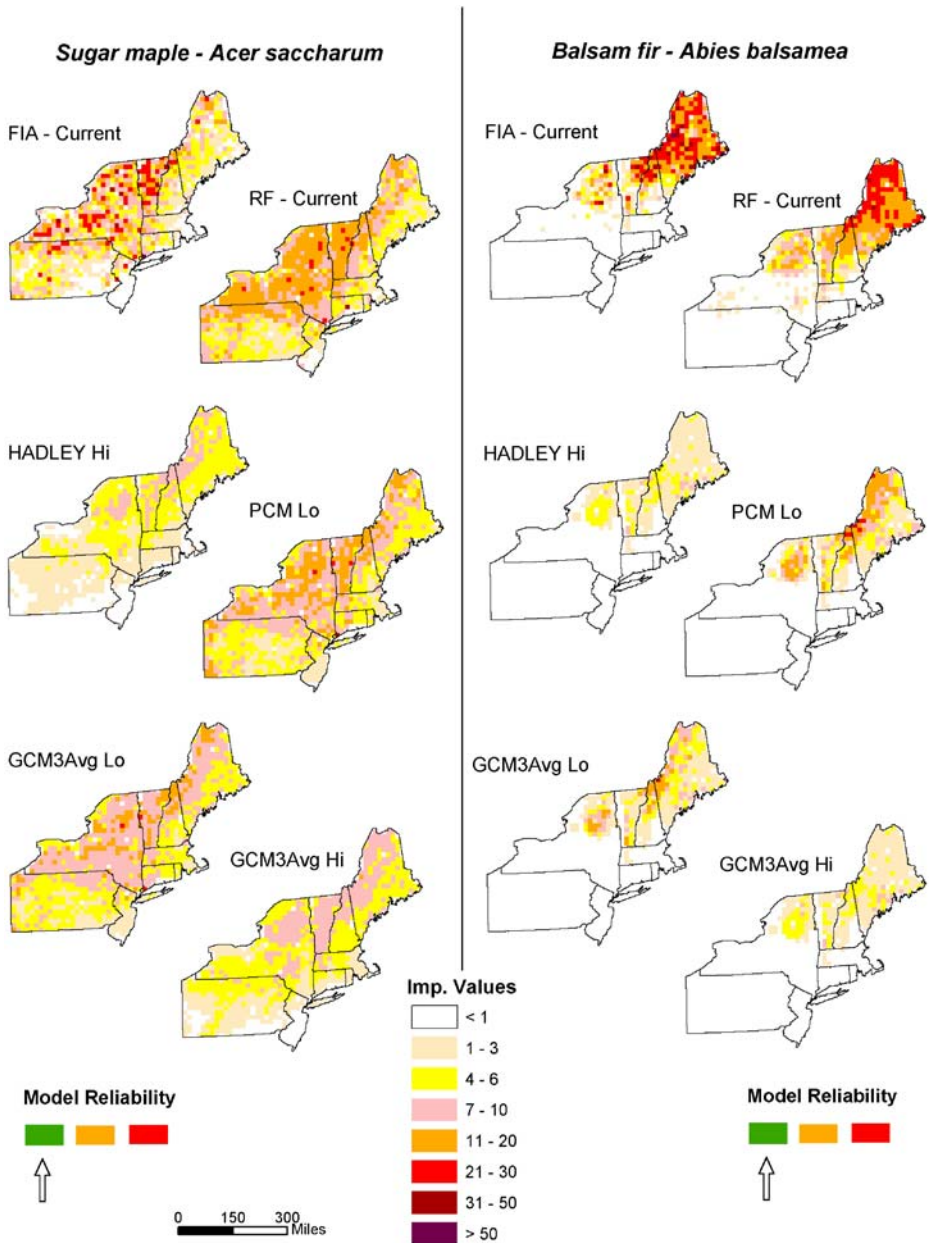 Sugar maple - Acer saccharum
FIA - Current
RF - Current
HADLEY Hi
PCM Lo
GCM3Avg Lo
GCM3Avg Hi
Model Reliability
0 150 300
Miles
Balsam fir - Abies balsamea
FIA - Current
RF - Current
HADLEY Hi
PCM Lo
GCM3Avg Lo
GCM3Avg Hi
Imp. Values
< 1
1 - 3
4 - 6
7 - 10
11 - 20
21 - 30
31 - 50
> 50
Model Reliability